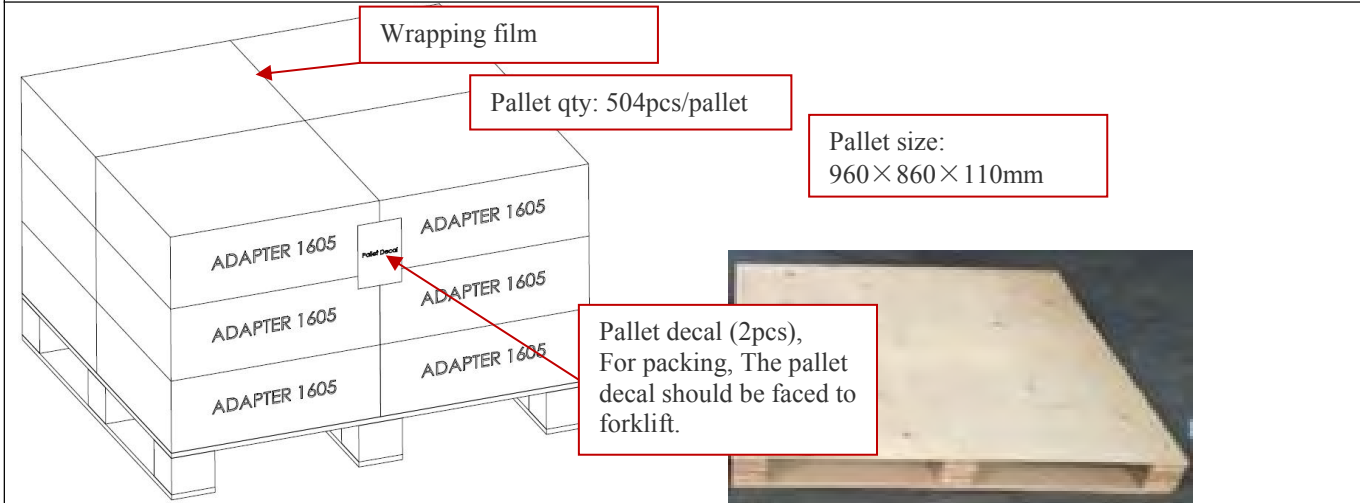 Wrapping film
Pallet qty: 504pcs/pallet
Pallet size:
960×860×110mm
ADAPTER 1605
ADAPTER 1605
Pallet Decal
ADAPTER 1605
ADAPTER 1605
ADAPTER 1605
ADAPTER 1605
Pallet decal (2pcs),
For packing, The pallet
decal should be faced to
forklift.